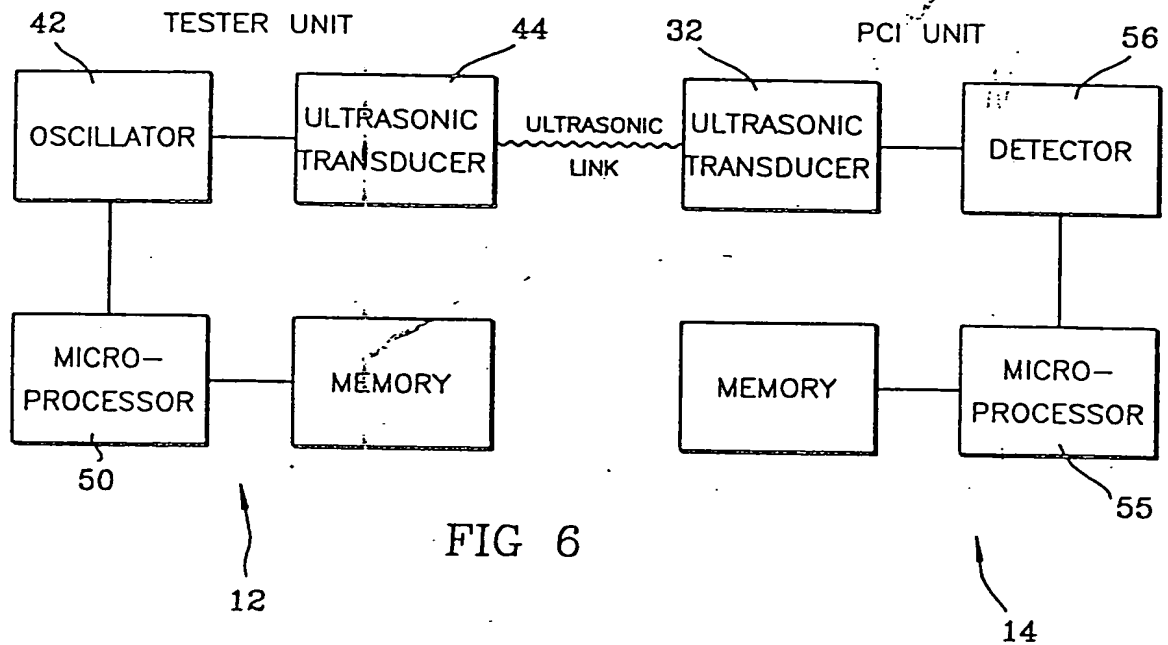 42
TESTER UNIT
44
32
PCI UNIT
56
OSCILLATOR
ULTRASONIC
TRANSDUCER
ULTRASONIC
LINK
ULTRASONIC
TRANSDUCER
DETECTOR
MICRO-
PROCESSOR
MEMORY
MEMORY
MICRO-
PROCESSOR
50
55
FIG 6
12
14